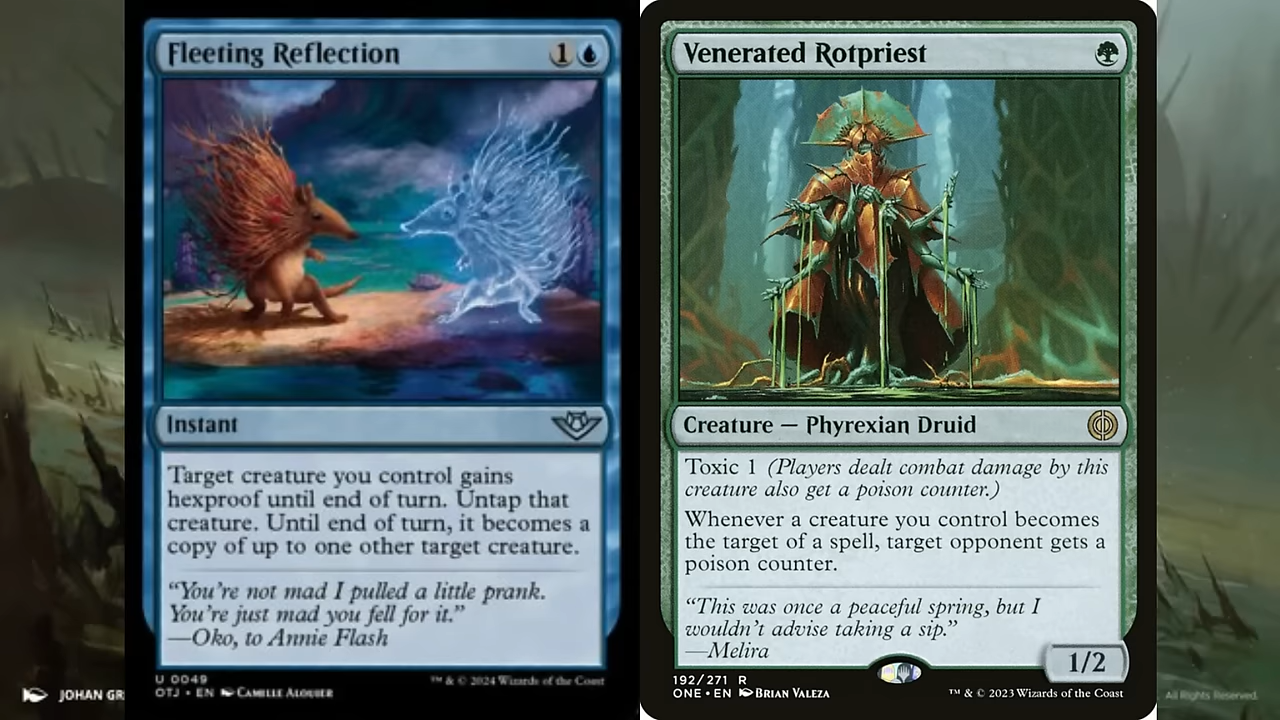 Fleeting Reflection 1
Instant
Target creature you control gains
hexproof until end of turn. Untap that
creature. Until end of turn, it becomes a
copy of up to one other target creature.
“You’re not mad I pulled a little prank.
You’re just mad you fell for it.”
—Oko, to Annie Flash
U 0049
OTJ • EN CAMILLE ALQUIER
™ & © 2024 Wizards of the Coast
Venerated Rotpriest
Creature — Phyrexian Druid
Toxic 1 (Players dealt combat damage by this
creature also get a poison counter.)
Whenever a creature you control becomes
the target of a spell, target opponent gets a
poison counter.
“This was once a peaceful spring, but I
wouldn’t advise taking a sip.”
—Melira
1/2
192/271 R
ONE • EN BRIAN VALEZA
™ & © 2023 Wizards of the Coast
JOHAN GR
All Rights Reserved.